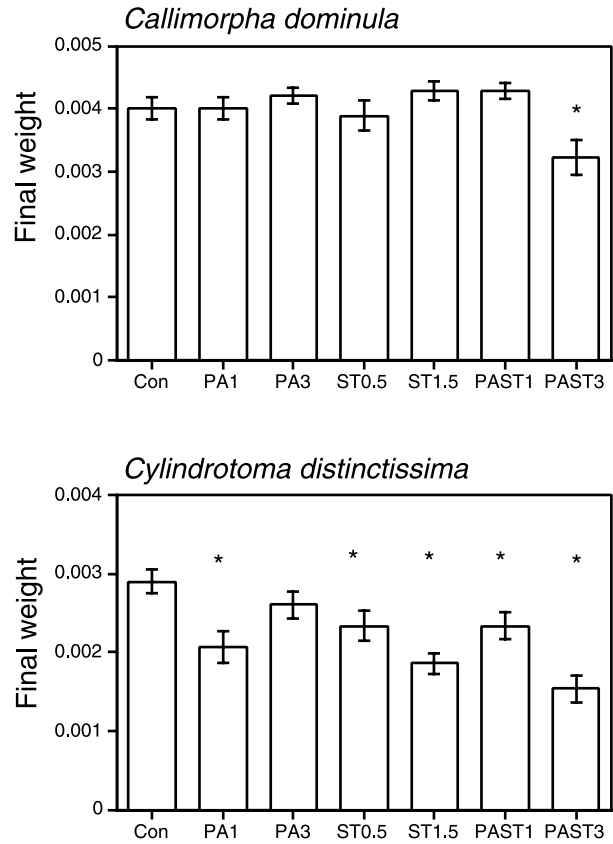 Callimorpha dominula
0.005
0.004
*
0.003
0.002
0.001
0
Final weight
Con PA1 PA3 ST0.5 ST1.5 PAST1 PAST3
Cylindrotoma distinctissima
0.004
* * * * *
0.003
0.002
0.001
0
Final weight
Con PA1 PA3 ST0.5 ST1.5 PAST1 PAST3